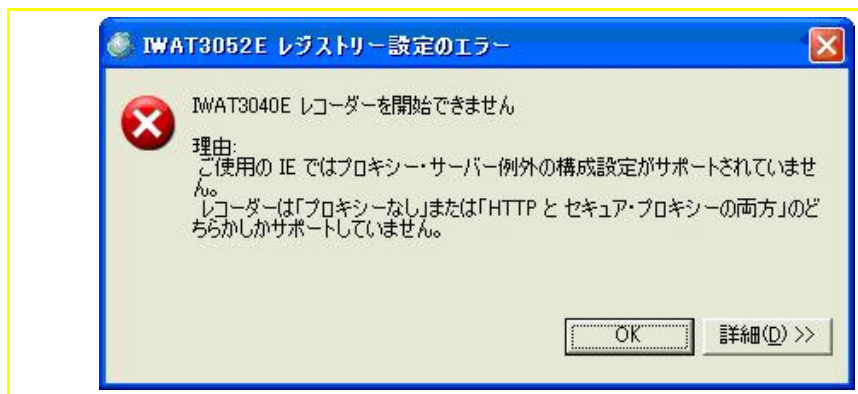 IWAT3052E レジストリー設定のエラー
IWAT3040E レコーダーを開始できません
理由:
ご使用の IE ではプロキシー・サーバー例外の構成設定がサポートされていませ
ん。
レコーダーは「プロキシーなし」または「HTTP と セキュア・プロキシーの両方」のど
ちらかしかサポートしていません。
OK
詳細(D) >>